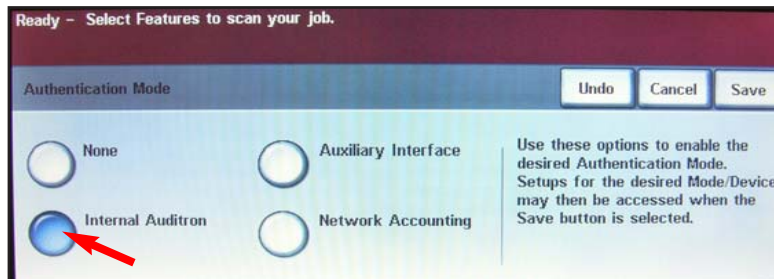 Ready - Select Features to scan your job.
Authentication Mode
Undo
Cancel
Save
None
Auxiliary Interface
Internal Auditron
Network Accounting
Use these options to enable the
desired Authentication Mode.
Setups for the desired Mode/Device
may then be accessed when the
Save button is selected.